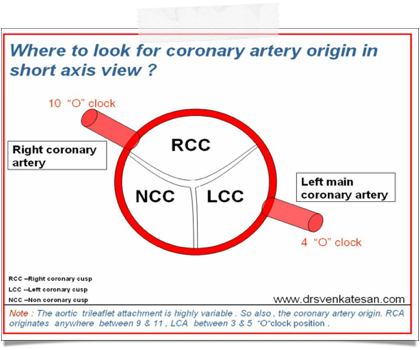 Where to look for coronary artery origin in
short axis view ?
10 “O” clock
Right coronary
artery
RCC
NCC
LCC
Left main
coronary artery
4 “O” clock
RCC –Right coronary cusp
LCC –Left coronary cusp
NCC –Non coronary cusp
www.drsvenkatesan.com
Note : The aortic trileaflet attachment is highly variable . So also , the coronary artery origin. RCA
originates anywhere between 9 & 11 , LCA between 3 & 5 “O”clock position .